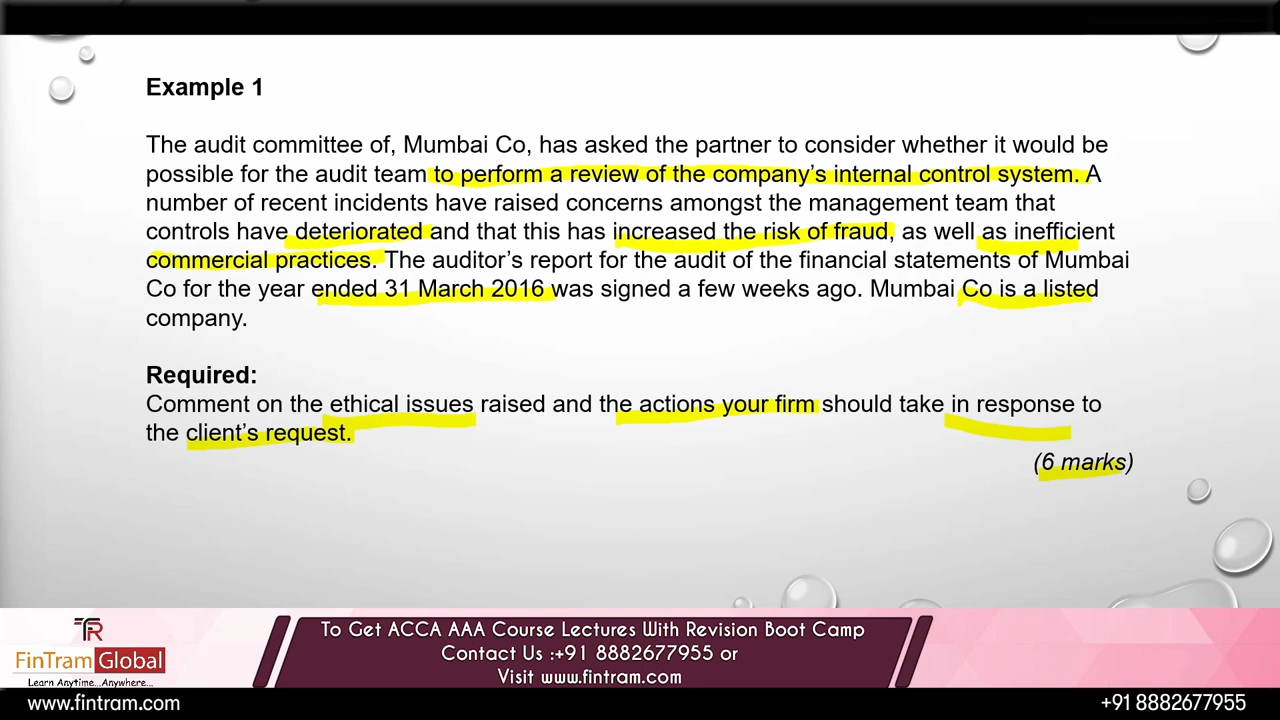 Example 1
The audit committee of, Mumbai Co, has asked the partner to consider whether it would be
possible for the audit team to perform a review of the company's internal control system. A
number of recent incidents have raised concerns amongst the management team that
controls have deteriorated and that this has increased the risk of fraud, as well as inefficient
commercial practices. The auditor's report for the audit of the financial statements of Mumbai
Co for the year ended 31 March 2016 was signed a few weeks ago. Mumbai Co is a listed
company.
Required:
Comment on the ethical issues raised and the actions your firm should take in response to
the client's request.
(6 marks)
FinTram Global
Learn Anytime...Anywhere...
To Get ACCA AAA Course Lectures With Revision Boot Camp
Contact Us :+91 8882677955 or
Visit www.fintram.com
www.fintram.com
+91 8882677955